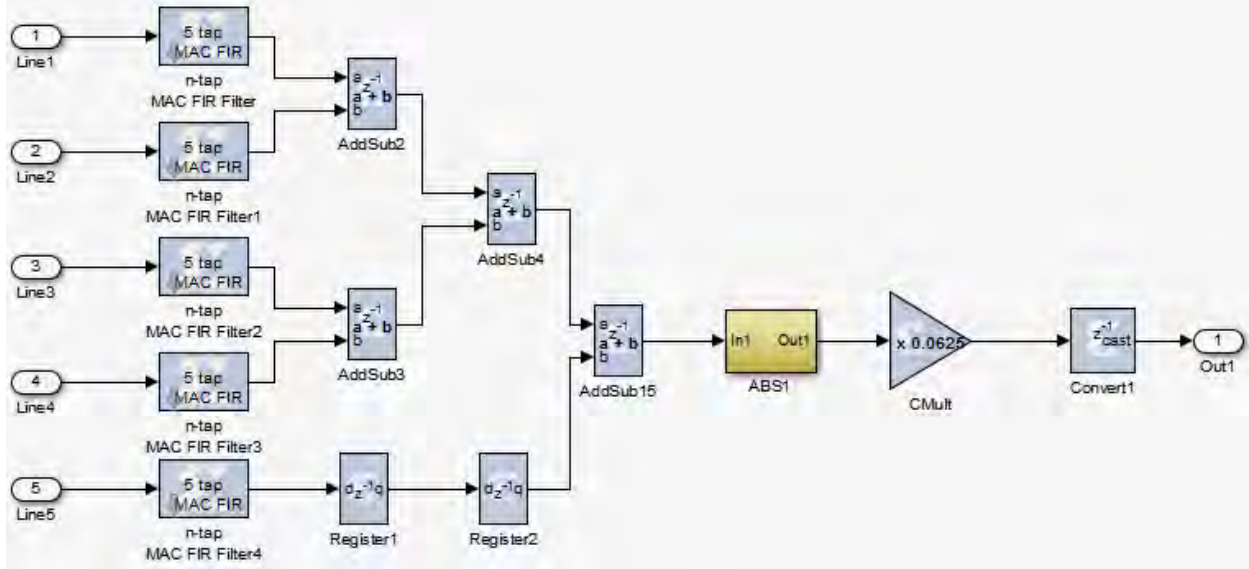 1
Line1
5 tap
MAC FIR
n-tap
MAC FIR Filter
2
Line2
5 tap
MAC FIR
n-tap
MAC FIR Filter1
3
Line3
5 tap
MAC FIR
n-tap
MAC FIR Filter2
4
Line4
5 tap
MAC FIR
n-tap
MAC FIR Filter3
5
Line5
5 tap
MAC FIR
n-tap
MAC FIR Filter4
a
z⁻¹
a + b
b
AddSub2
a
z⁻¹
a + b
b
AddSub3
d z⁻¹ q
Register1
a
z⁻¹
a + b
b
AddSub4
d z⁻¹ q
Register2
a
z⁻¹
a + b
b
AddSub15
In1 Out1
ABS1
x 0.0625
CMult
z⁻¹
cast
Convert1
1
Out1